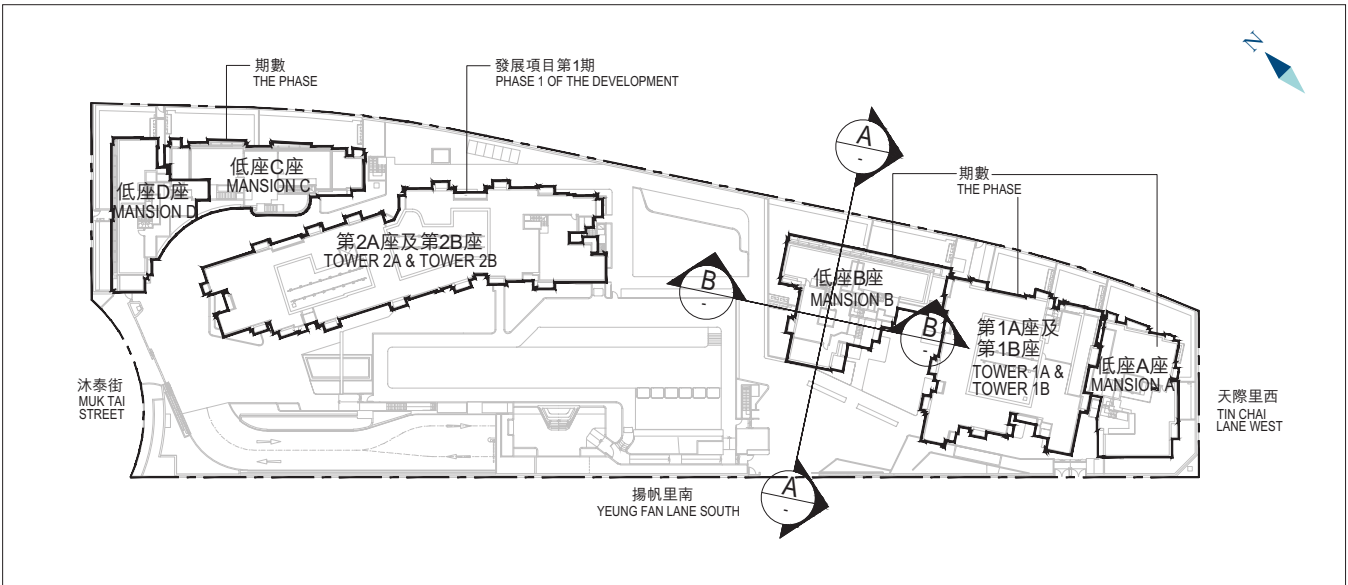 N
期數
THE PHASE
發展項目第1期
PHASE 1 OF THE DEVELOPMENT
A
-
期數
THE PHASE
低座C座
MANSION C
低座D座
MANSION D
第2A座及第2B座
TOWER 2A & TOWER 2B
B
-
低座B座
MANSION B
B
-
第1A座及
第1B座
TOWER 1A &
TOWER 1B
低座A座
MANSION A
沐泰街
MUK TAI
STREET
天際里西
TIN CHAI
LANE WEST
A
-
揚帆里南
YEUNG FAN LANE SOUTH